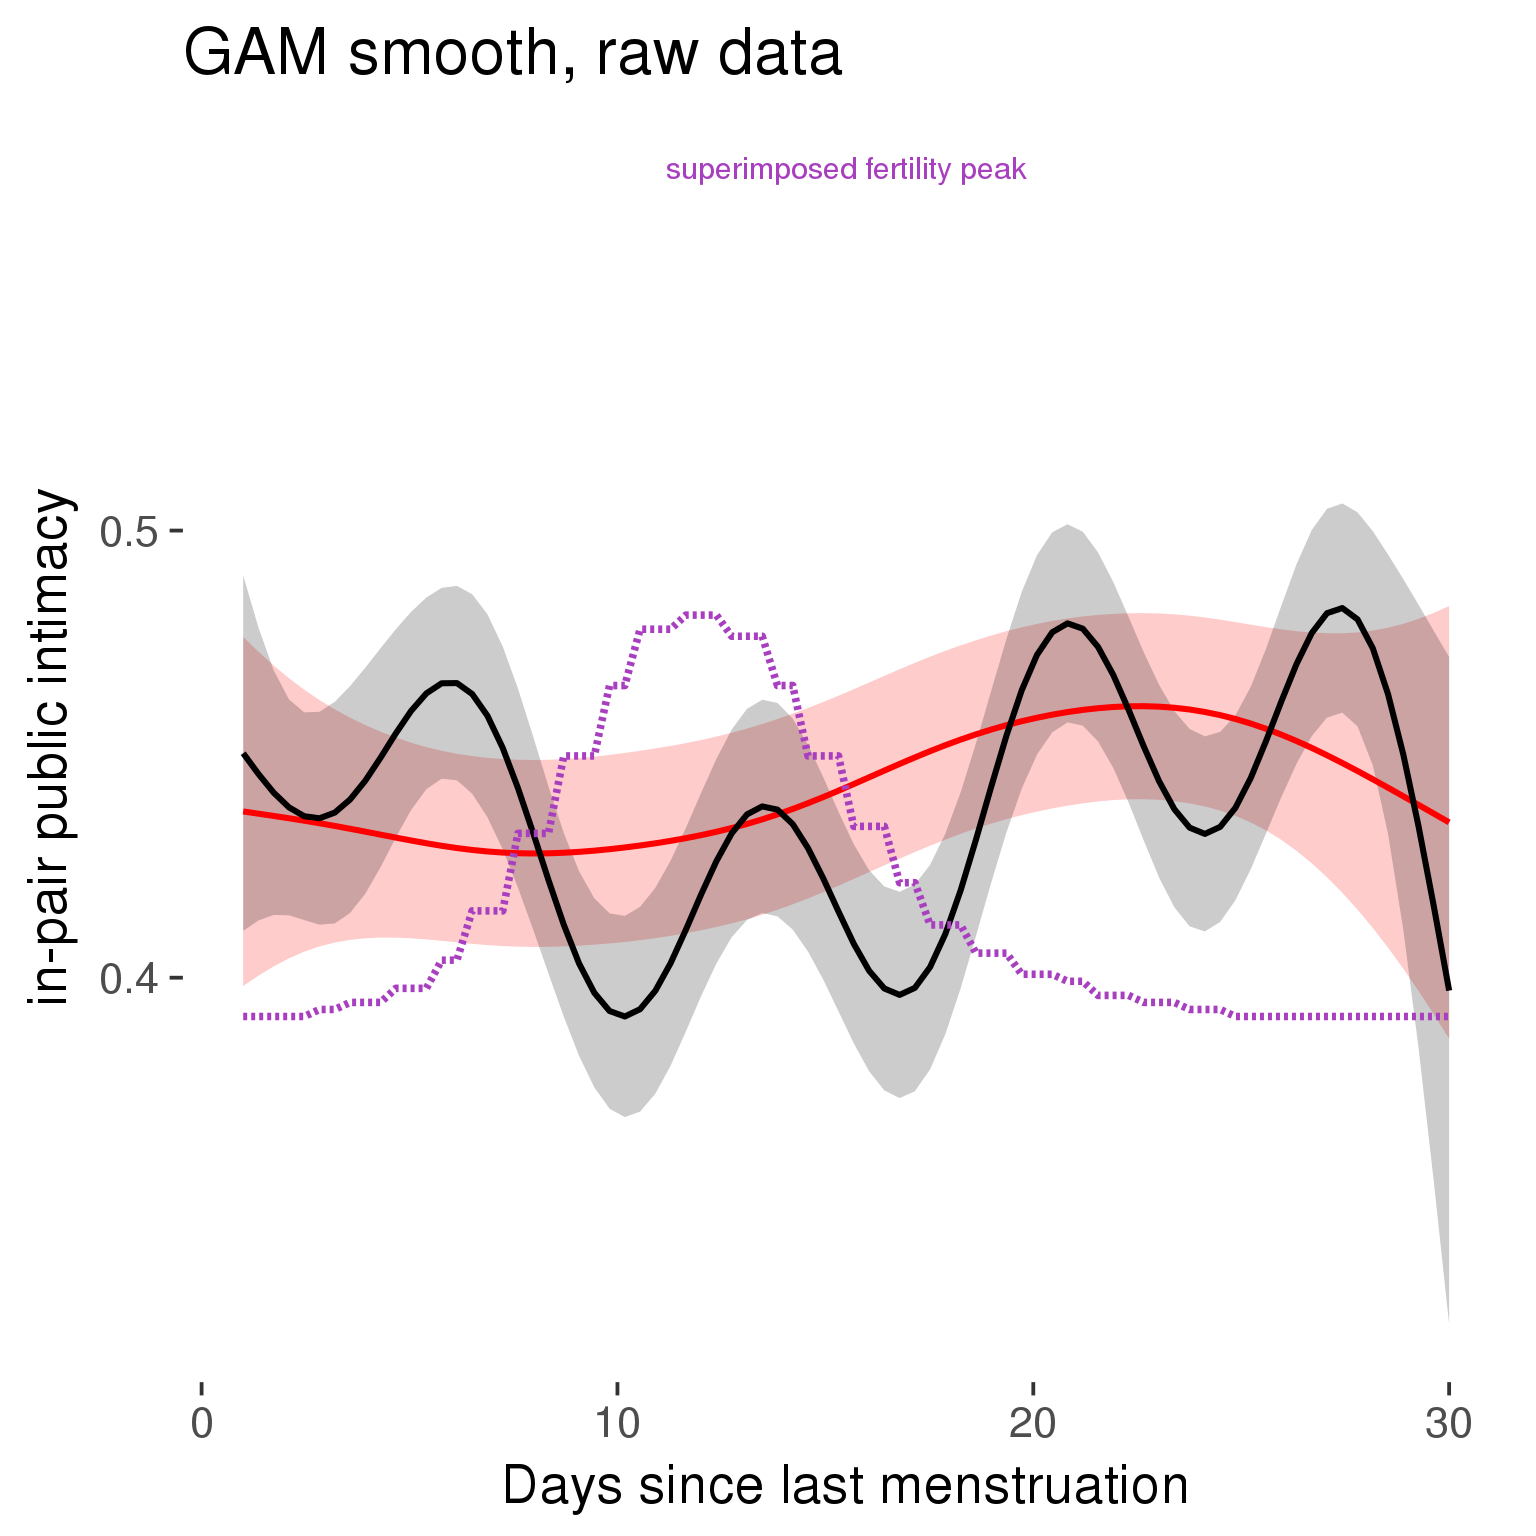 GAM smooth, raw data
superimposed fertility peak
in-pair public intimacy
0.5
0.4
0 10 20 30
Days since last menstruation